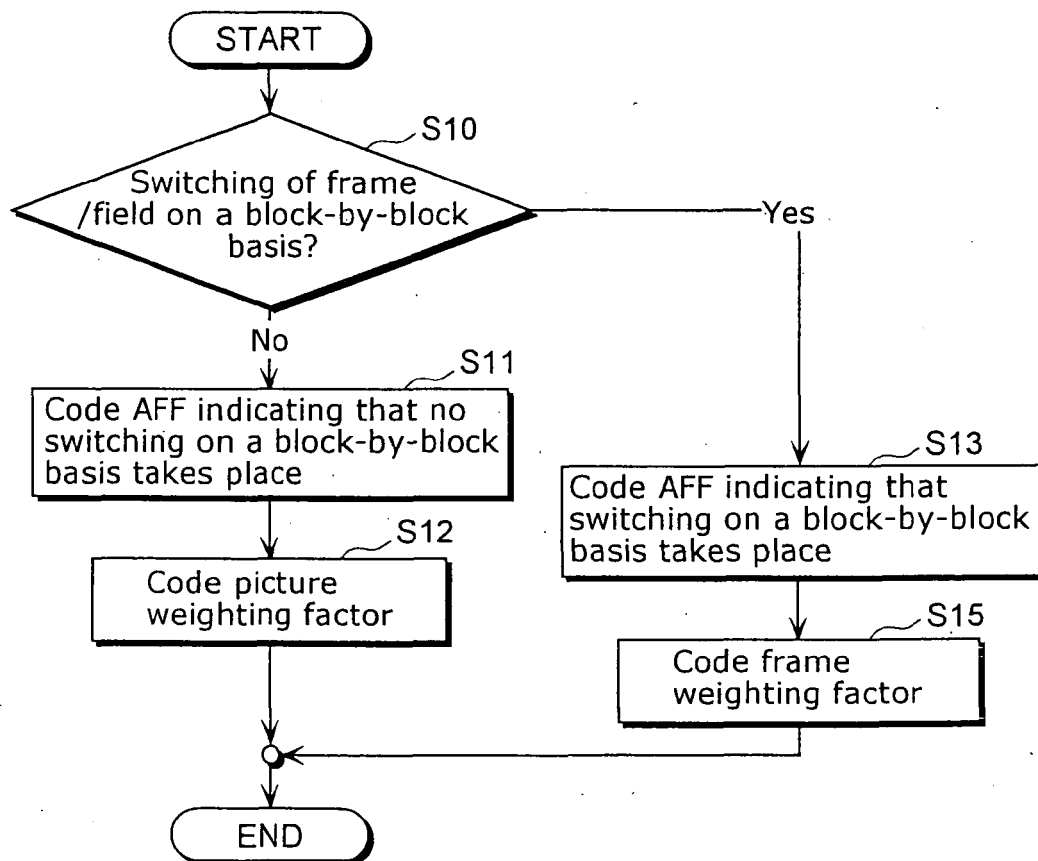 START
S10
Switching of frame
/field on a block-by-block
basis?
Yes
No
S11
Code AFF indicating that no
switching on a block-by-block
basis takes place
S13
Code AFF indicating that
switching on a block-by-block
basis takes place
S12
Code picture
weighting factor
S15
Code frame
weighting factor
END